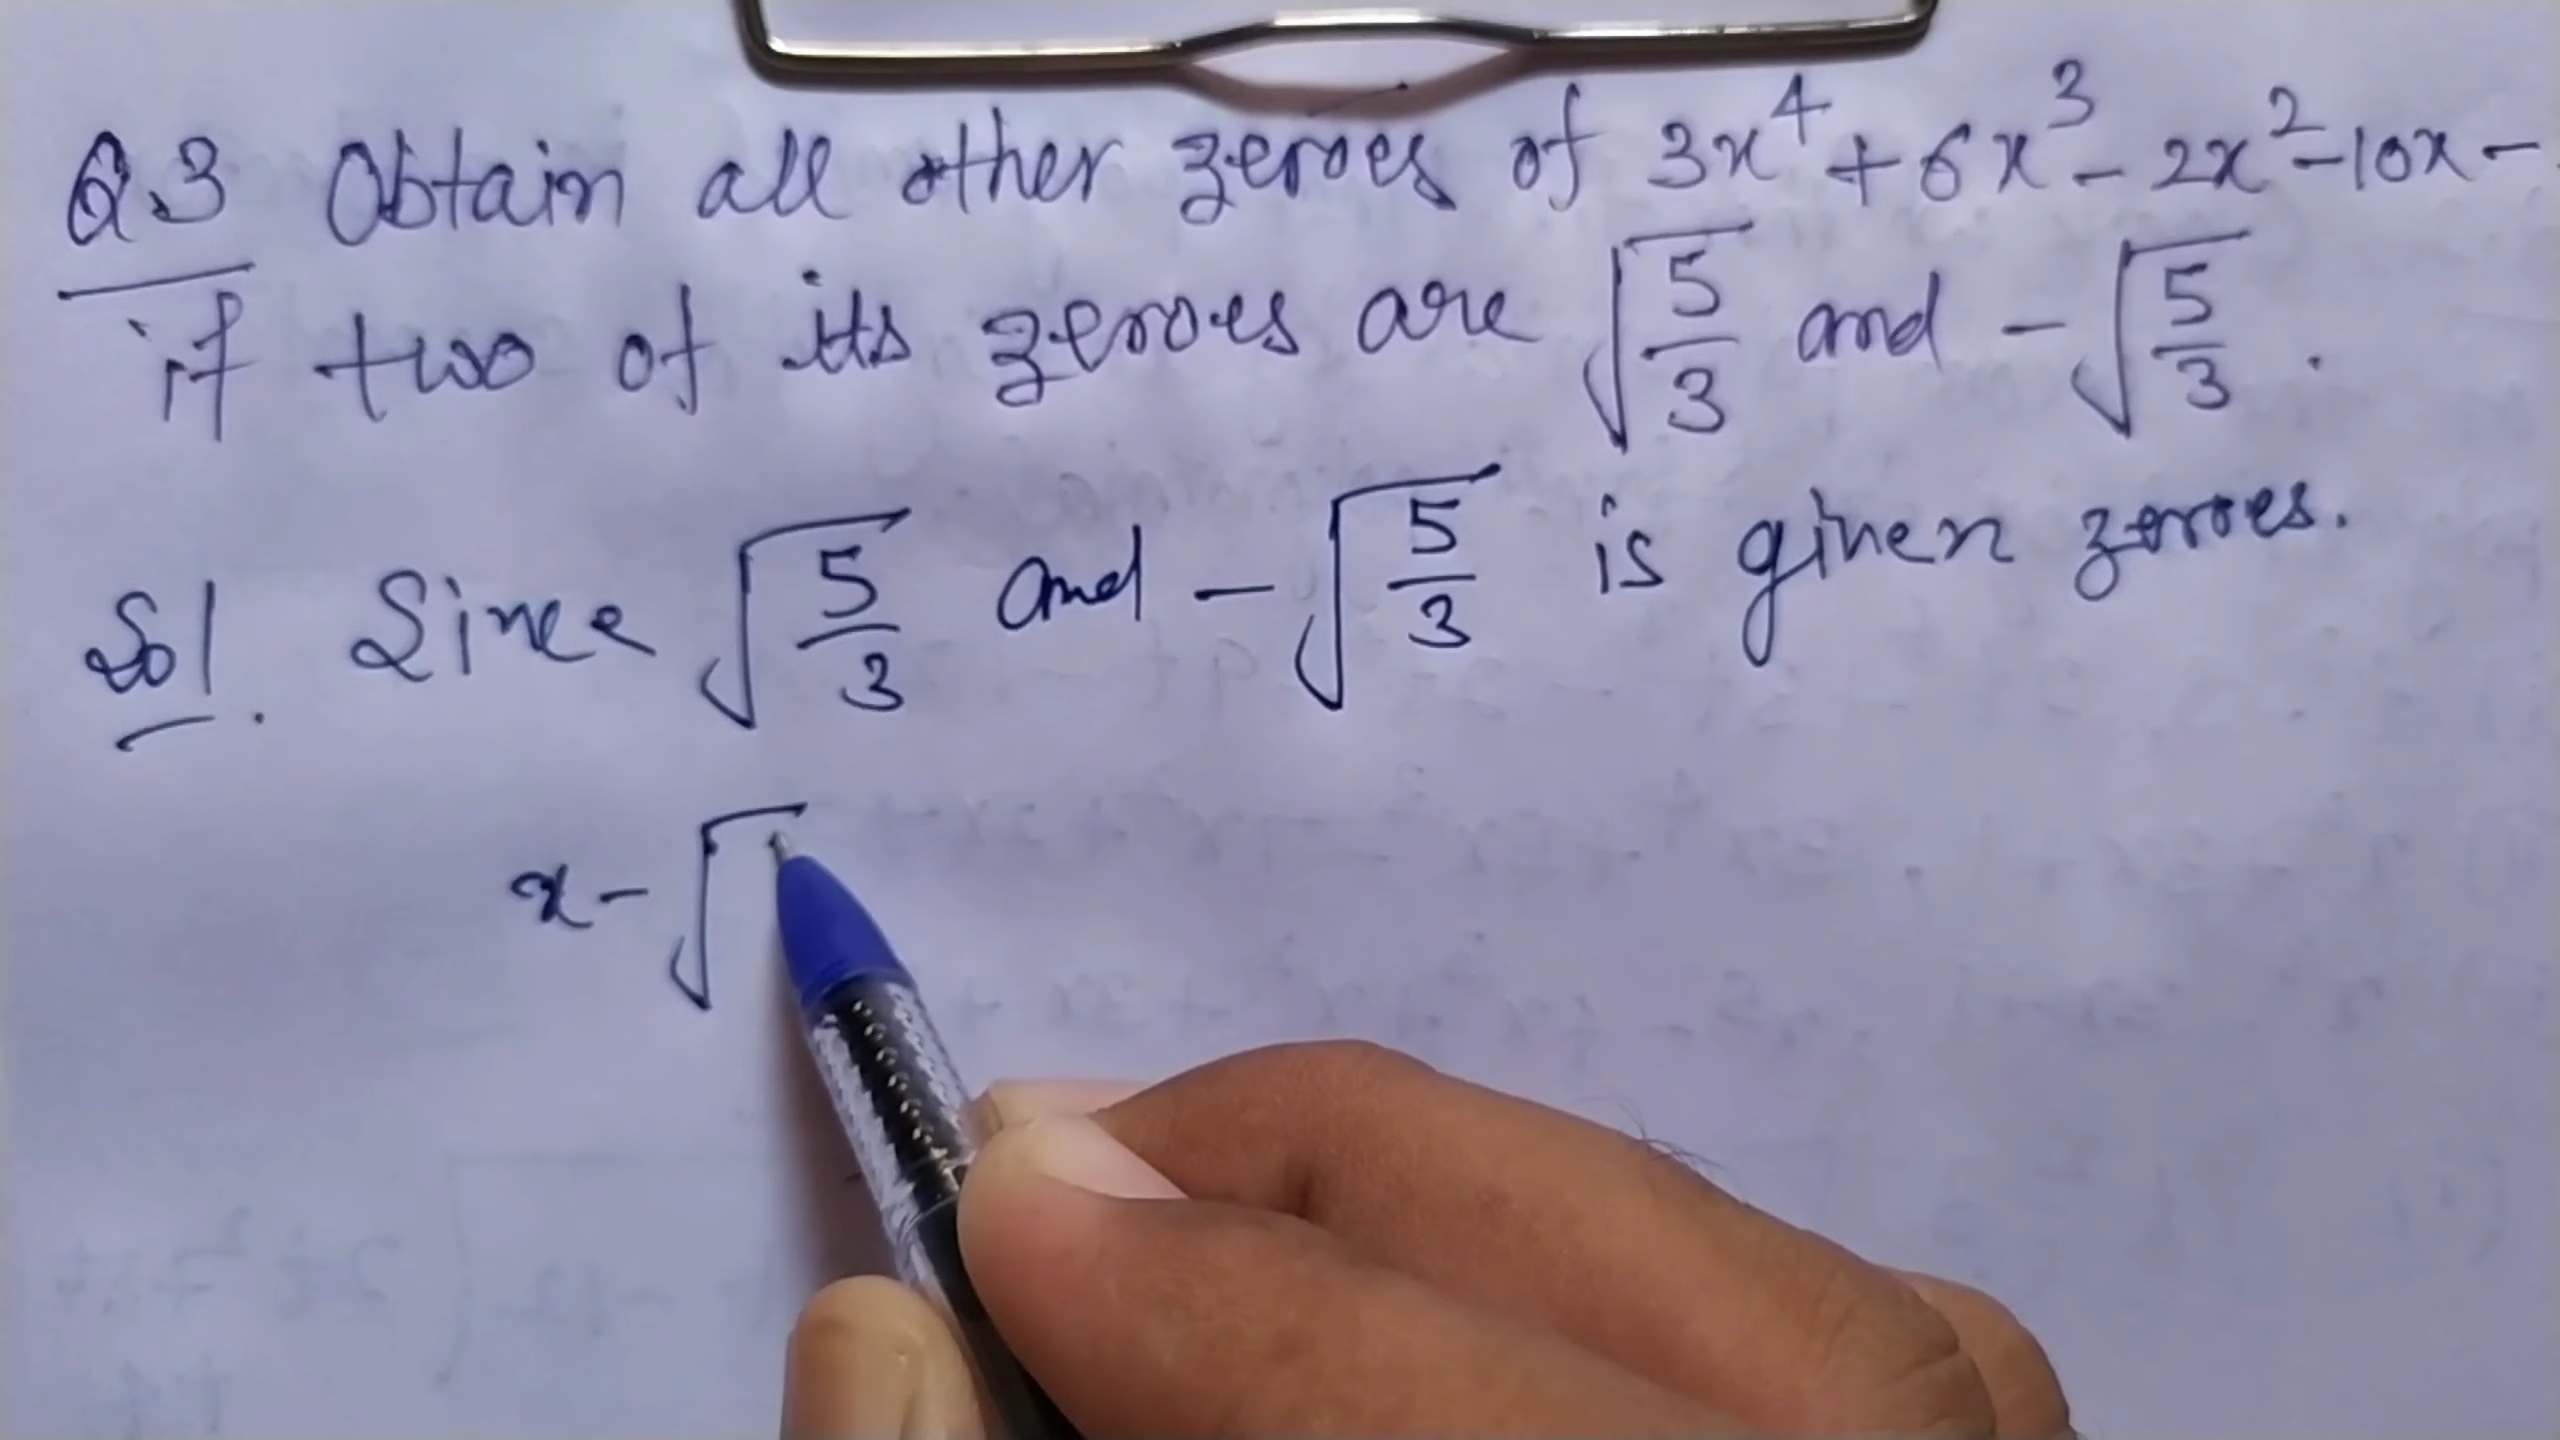 Q.3 Obtain all other zeroes of 3x⁴ + 6x³ - 2x² - 10x -
if two of its zeroes are √5/3 and -√5/3 .
Sol. Since √5/3 and -√5/3 is given zeroes.
x - √